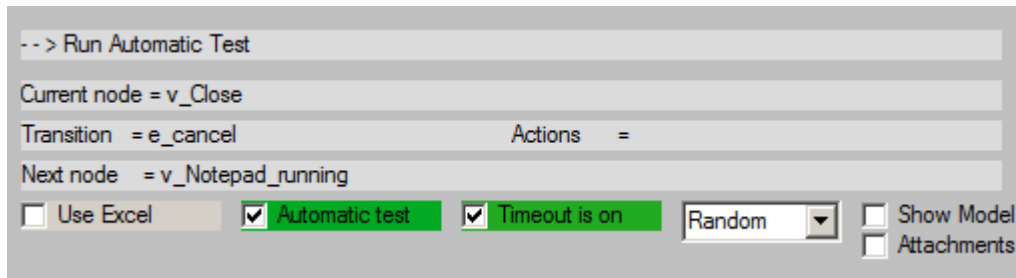 - - > Run Automatic Test
Current node = v_Close
Transition = e_cancel Actions =
Next node = v_Notepad_running
Use Excel Automatic test Timeout is on Random Show Model
Attachments